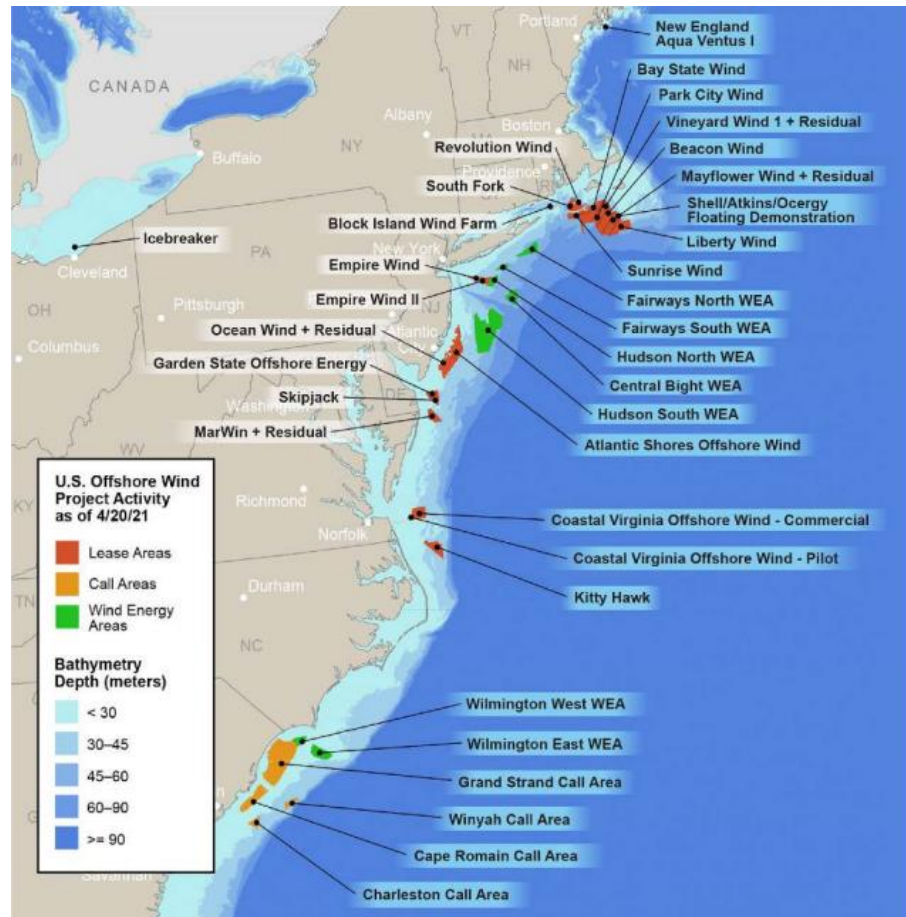 Portland
New England
Aqua Ventus I
VT
NH
Bay State Wind
CANADA
Park City Wind
Albany
Vineyard Wind 1 + Residual
NY
Boston
Beacon Wind
Revolution Wind
MI
Buffalo
Providence
Mayflower Wind + Residual
South Fork
RI
Shell/Atkins/Ocergy
Floating Demonstration
Block Island Wind Farm
Icebreaker
Liberty Wind
PA
New York
Cleveland
Empire Wind
Sunrise Wind
OH
Empire Wind II
Fairways North WEA
Pittsburgh
NJ
Ocean Wind + Residual
Atlantic
City
Fairways South WEA
Columbus
Garden State Offshore Energy
Hudson North WEA
Skipjack
DE
Central Bight WEA
Washington
Hudson South WEA
MarWin + Residual
Atlantic Shores Offshore Wind
WV
U.S. Offshore Wind
Project Activity
as of 4/20/21
Lease Areas
Call Areas
Wind Energy
Areas
KY
Richmond
Norfolk
Coastal Virginia Offshore Wind - Commercial
Coastal Virginia Offshore Wind - Pilot
TN
Durham
Kitty Hawk
NC
Bathymetry
Depth (meters)
< 30
30–45
45–60
60–90
>= 90
Wilmington West WEA
Wilmington East WEA
Grand Strand Call Area
Winyah Call Area
Cape Romain Call Area
Savannah
Charleston Call Area